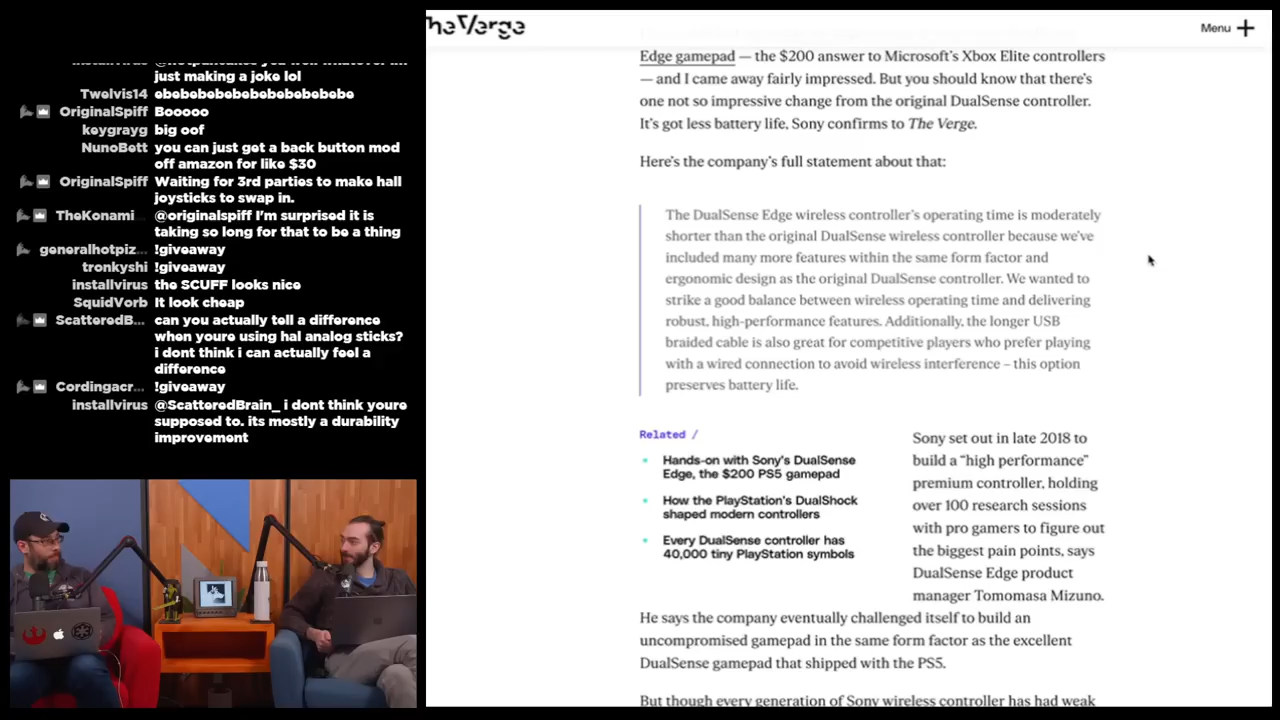 just making a joke lol
Twelvis14 ebebebebebebebebebebebe
OriginalSpiff Booooo
keygrayg big oof
NunoBett you can just get a back button mod
off amazon for like $30
OriginalSpiff Waiting for 3rd parties to make hall
joysticks to swap in.
TheKonami... @originalspiff I'm surprised it is
taking so long for that to be a thing
generalhotpiz... !giveaway
tronkyshi !giveaway
installvirus the SCUFF looks nice
SquidVorb It look cheap
ScatteredB... can you actually tell a difference
when youre using hal analog sticks?
i dont think i can actually feel a
difference
Cordingacr... !giveaway
installvirus @ScatteredBrain_ i dont think youre
supposed to. its mostly a durability
improvement
he Verge
Menu
Edge gamepad — the $200 answer to Microsoft's Xbox Elite controllers
— and I came away fairly impressed. But you should know that there's
one not so impressive change from the original DualSense controller.
It's got less battery life, Sony confirms to The Verge.
Here's the company's full statement about that:
The DualSense Edge wireless controller's operating time is moderately
shorter than the original DualSense wireless controller because we've
included many more features within the same form factor and
ergonomic design as the original DualSense controller. We wanted to
strike a good balance between wireless operating time and delivering
robust, high-performance features. Additionally, the longer USB
braided cable is also great for competitive players who prefer playing
with a wired connection to avoid wireless interference – this option
preserves battery life.
Related /
Hands-on with Sony's DualSense
Edge, the $200 PS5 gamepad
How the PlayStation's DualShock
shaped modern controllers
Every DualSense controller has
40,000 tiny PlayStation symbols
Sony set out in late 2018 to
build a “high performance”
premium controller, holding
over 100 research sessions
with pro gamers to figure out
the biggest pain points, says
DualSense Edge product
manager Tomomasa Mizuno.
He says the company eventually challenged itself to build an
uncompromised gamepad in the same form factor as the excellent
DualSense gamepad that shipped with the PS5.
But though every generation of Sony wireless controller has had weak